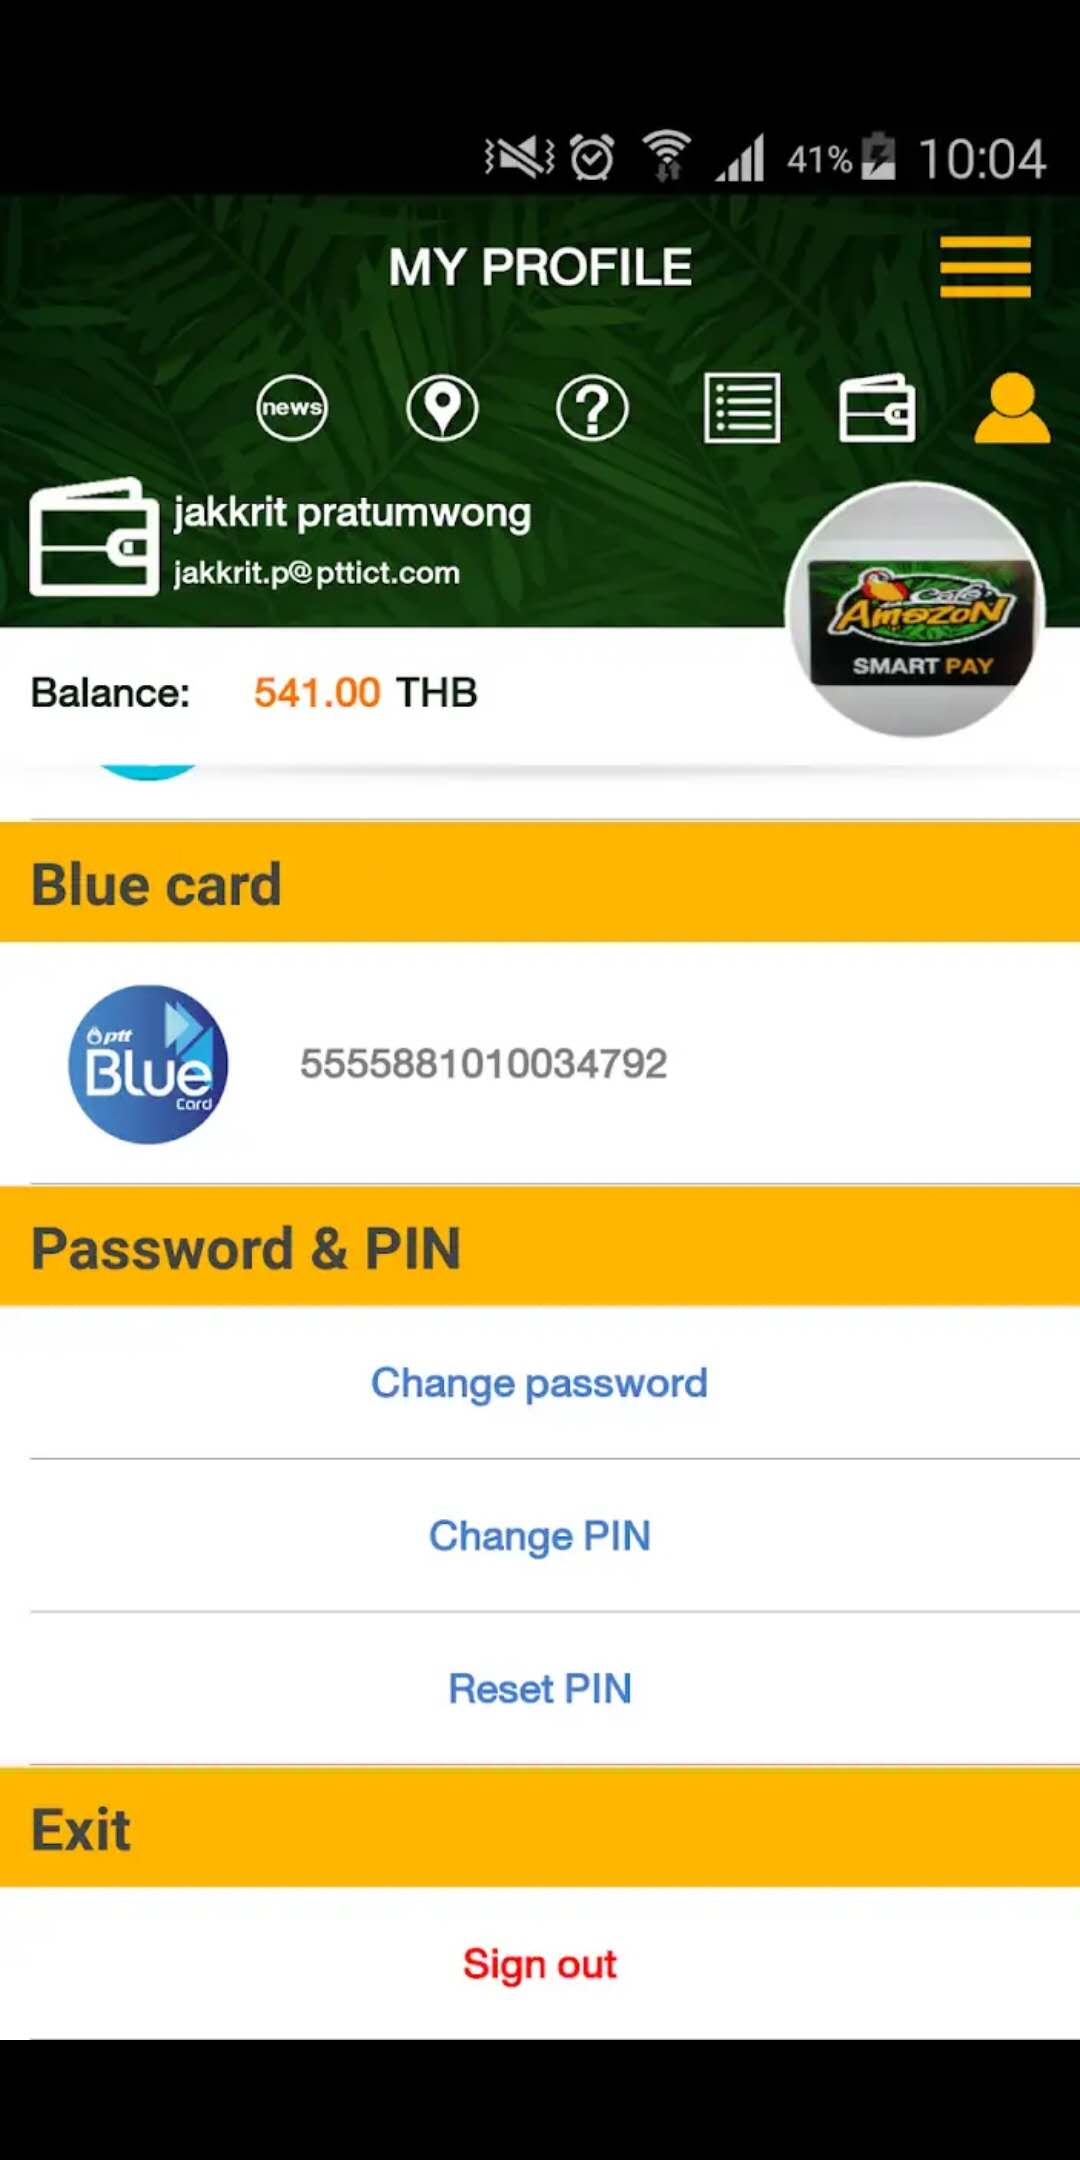 41% 10:04
MY PROFILE
news
jakkrit pratumwong
jakkrit.p@pttict.com
Café
Amazon
SMART PAY
Balance: 541.00 THB
Blue card
ptt
Blue
Card
5555881010034792
Password & PIN
Change password
Change PIN
Reset PIN
Exit
Sign out